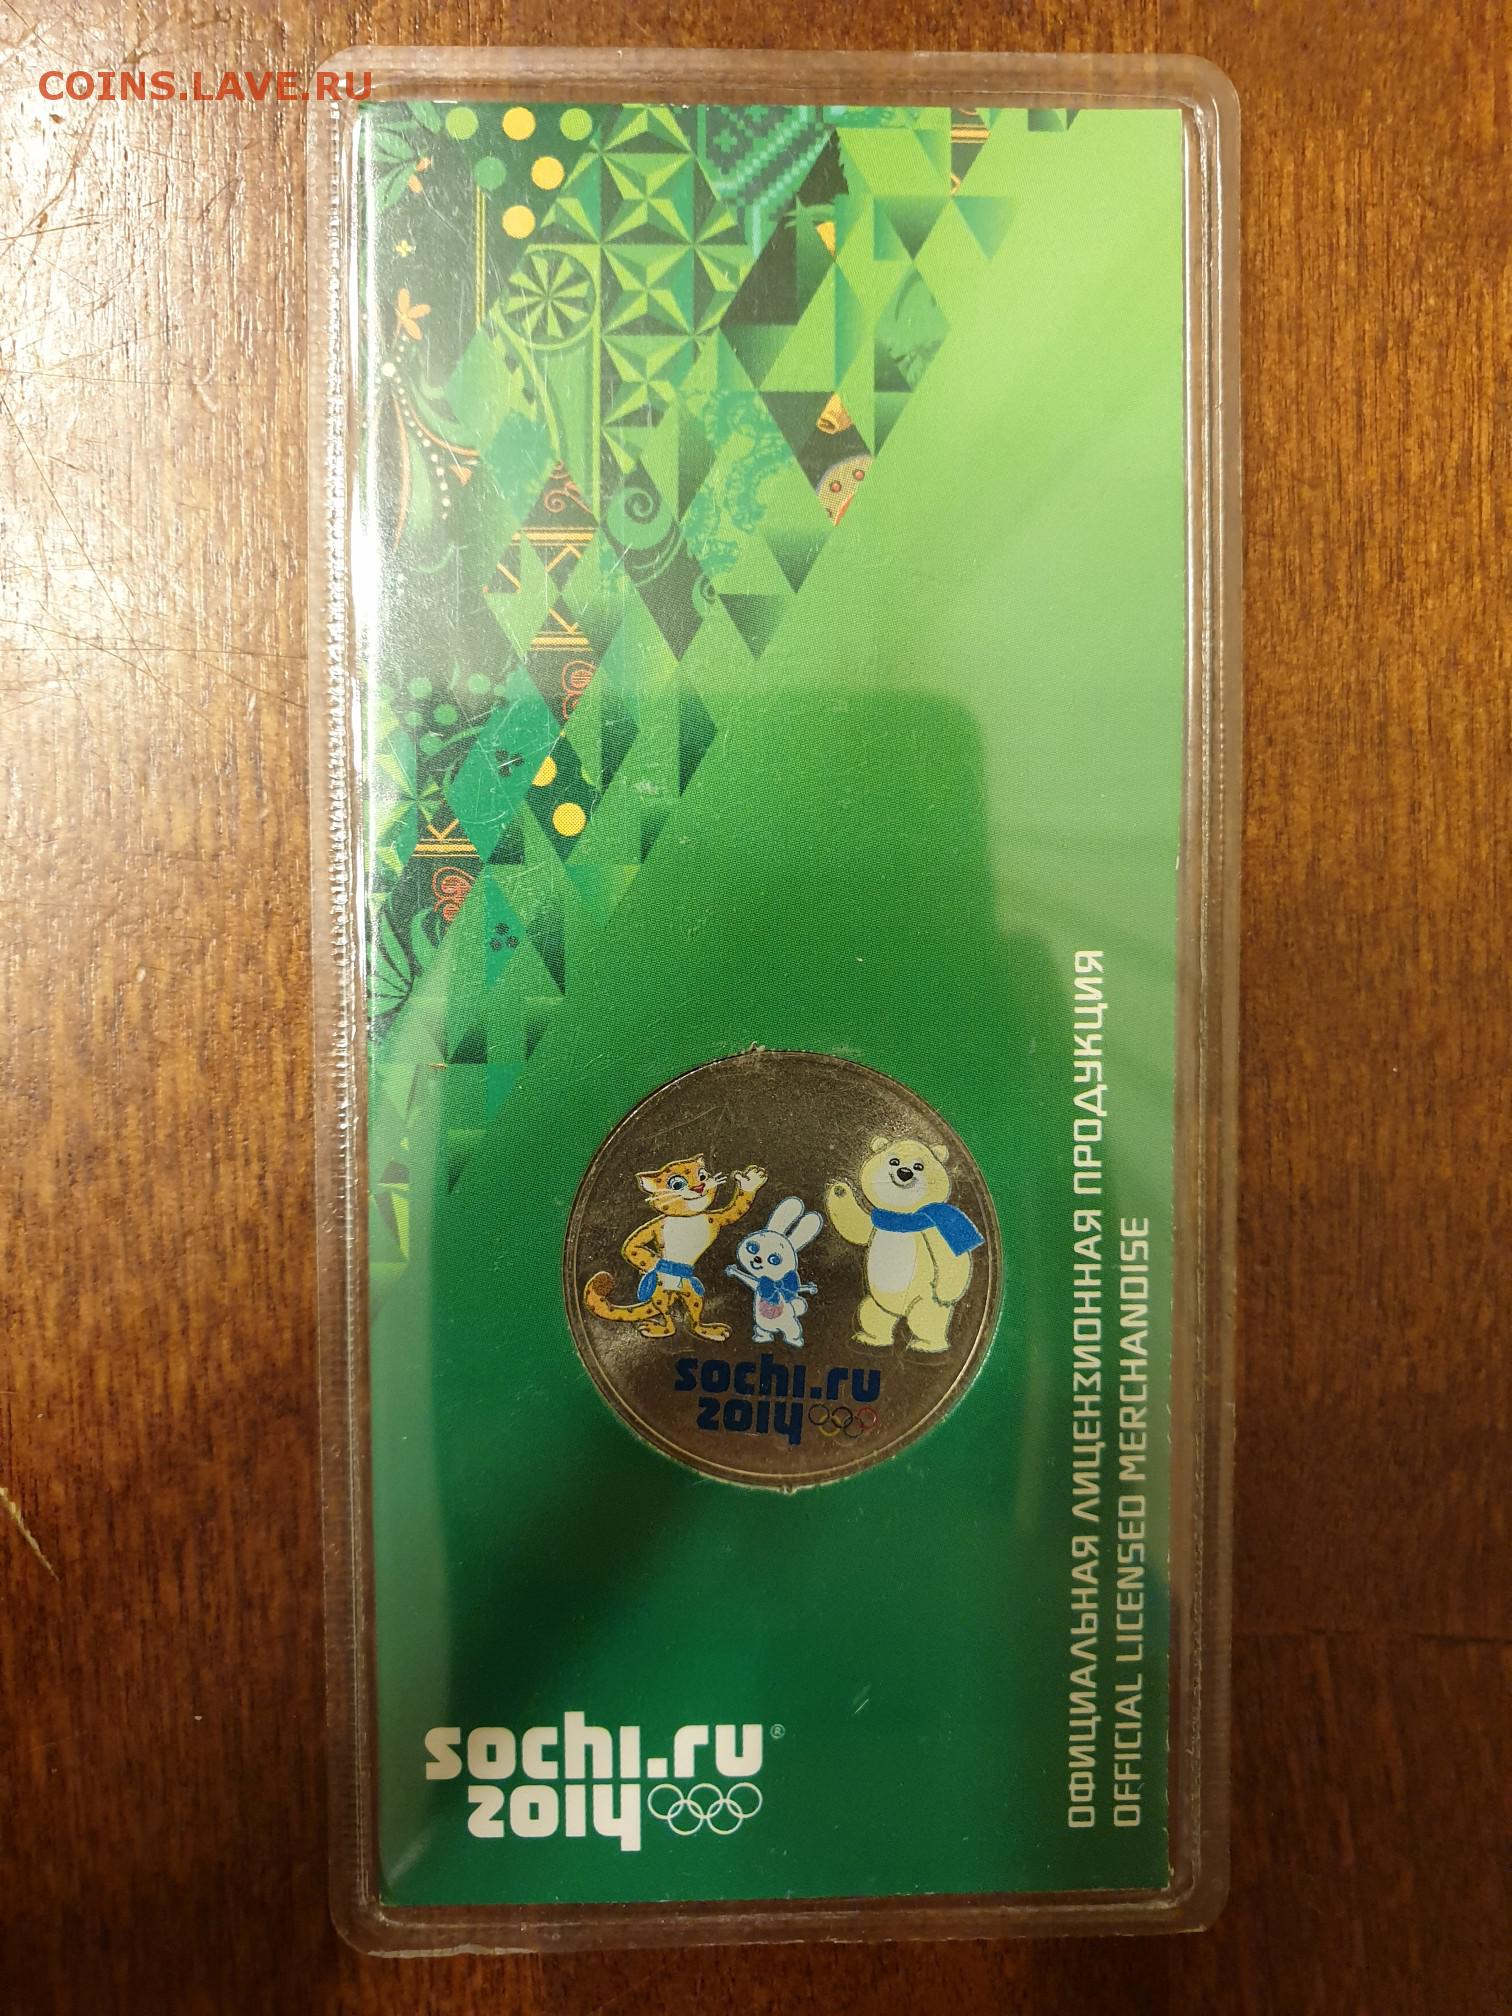 COINS.LAVE.RU
sochi.ru
2014
sochi.ru®
2014
ОФИЦИАЛЬНАЯ ЛИЦЕНЗИОННАЯ ПРОДУКЦИЯ
OFFICIAL LICENSED MERCHANDISE